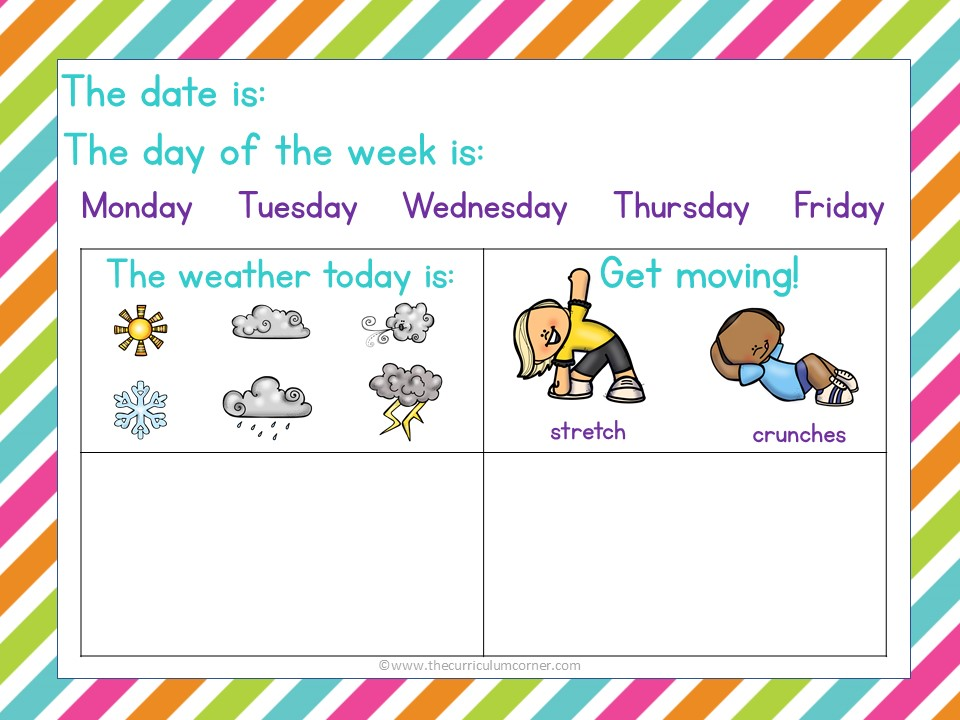 The date is:
The day of the week is:
Monday Tuesday Wednesday Thursday Friday
The weather today is:
Get moving!
stretch
crunches
©www.thecurriculumcorner.com